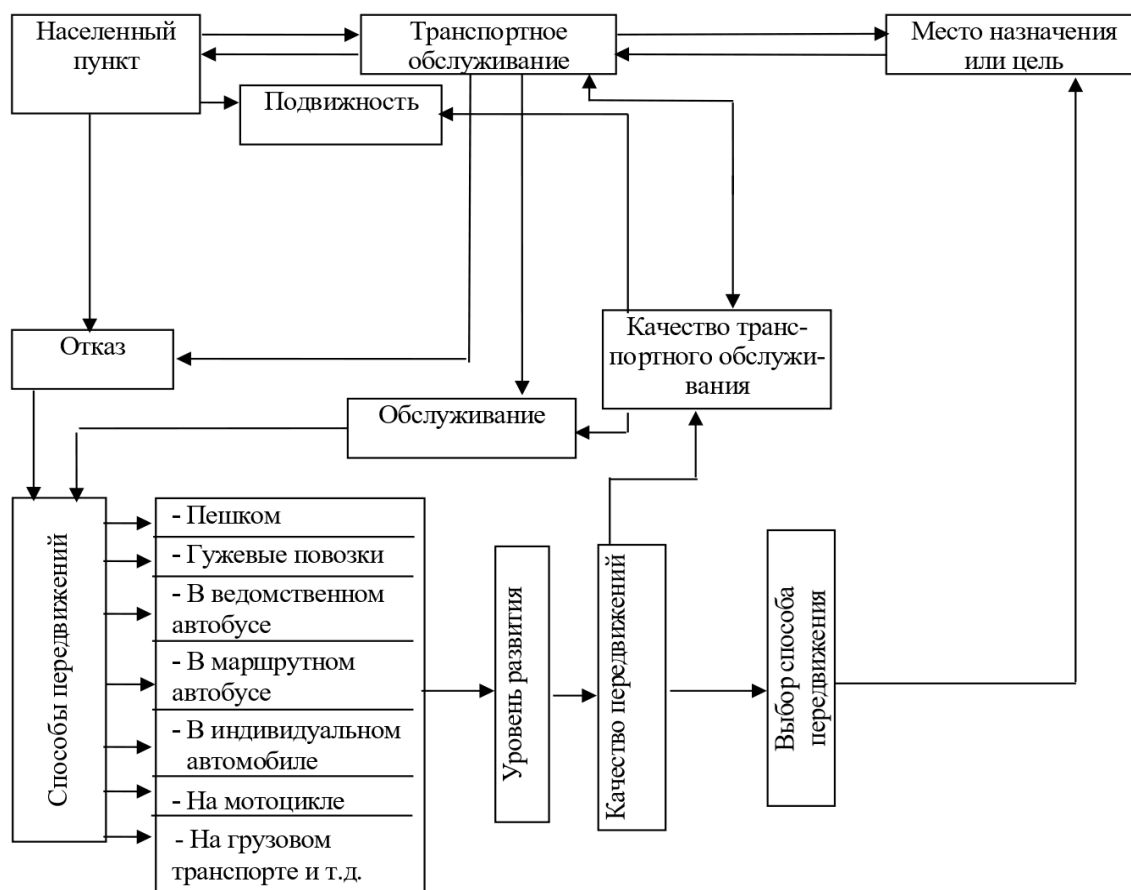 Населенный
пункт
Транспортное
обслуживание
Место назначения
или цель
Подвижность
Отказ
Качество транс-
портного обслужи-
вания
Обслуживание
Способы передвижений
- Пешком
- Гужевые повозки
- В ведомственном
автобусе
- В маршрутном
автобусе
- В индивидуальном
автомобиле
- На мотоцикле
- На грузовом
транспорте и т.д.
Уровень развития
Качество передвижений
Выбор способа
передвижения